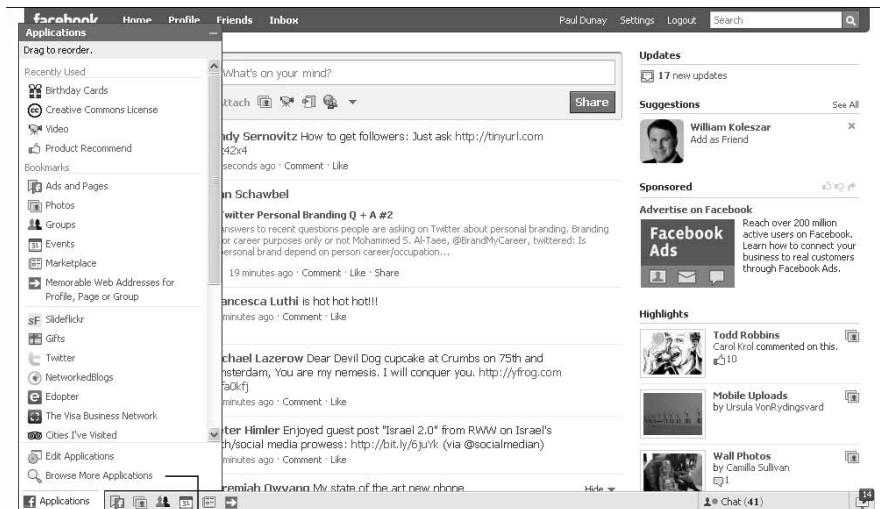 facebook Home Profile Friends Inbox Paul Dunay Settings Logout Search
Applications
Drag to reorder.
Recently Used
Birthday Cards
Creative Commons License
Video
Product Recommend
Bookmarks
Ads and Pages
Photos
Groups
31 Events
Marketplace
Memorable Web Addresses for
Profile, Page or Group
sF Slideflickr
Gifts
Twitter
NetworkedBlogs
Edopter
The Visa Business Network
Cities I've Visited
Edit Applications
Browse More Applications
Applications
31
What's on your mind?
ttach
Share
ndy Sernovitz How to get followers: Just ask http://tinyurl.com
42x4
seconds ago · Comment · Like
n Schawbel
witter Personal Branding Q + A #2
nswers to recent questions people are asking on Twitter about personal branding. Branding
or career purposes only or not Mohammed S. Al-Taee, @BrandMyCareer, twittered: Is
ersonal brand depend on person career/occupation...
19 minutes ago · Comment · Like · Share
ancesca Luthi is hot hot hot!!!
minutes ago · Comment · Like
chael Lazerow Dear Devil Dog cupcake at Crumbs on 75th and
msterdam, You are my nemesis. I will conquer you. http://yfrog.com
fa0kfj
minutes ago · Comment · Like
ter Himler Enjoyed guest post "Israel 2.0" from RWW on Israel's
ch/social media prowess: http://bit.ly/6juYk (via @socialmedian)
minutes ago · Comment · Like
remiah Owyang My state of the art new phone
Hide
Updates
17 new updates
Suggestions See All
William Koleszar
Add as Friend
Sponsored
Advertise on Facebook
Facebook
Ads
Reach over 200 million
active users on Facebook.
Learn how to connect your
business to real customers
through Facebook Ads.
Highlights
Todd Robbins
Carol Krol commented on this.
10
Mobile Uploads
by Ursula VonRydingsvard
Wall Photos
by Camilla Sullivan
1
Chat (41)
14